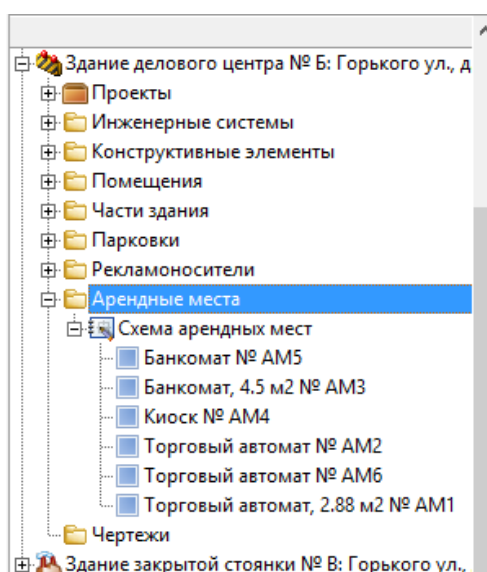 Здание делового центра № Б: Горького ул., д
Проекты
Инженерные системы
Конструктивные элементы
Помещения
Части здания
Парковки
Рекламоносители
Арендные места
Схема арендных мест
Банкомат № АМ5
Банкомат, 4.5 м2 № АМ3
Киоск № АМ4
Торговый автомат № АМ2
Торговый автомат № АМ6
Торговый автомат, 2.88 м2 № АМ1
Чертежи
Здание закрытой стоянки № В: Горького ул.,